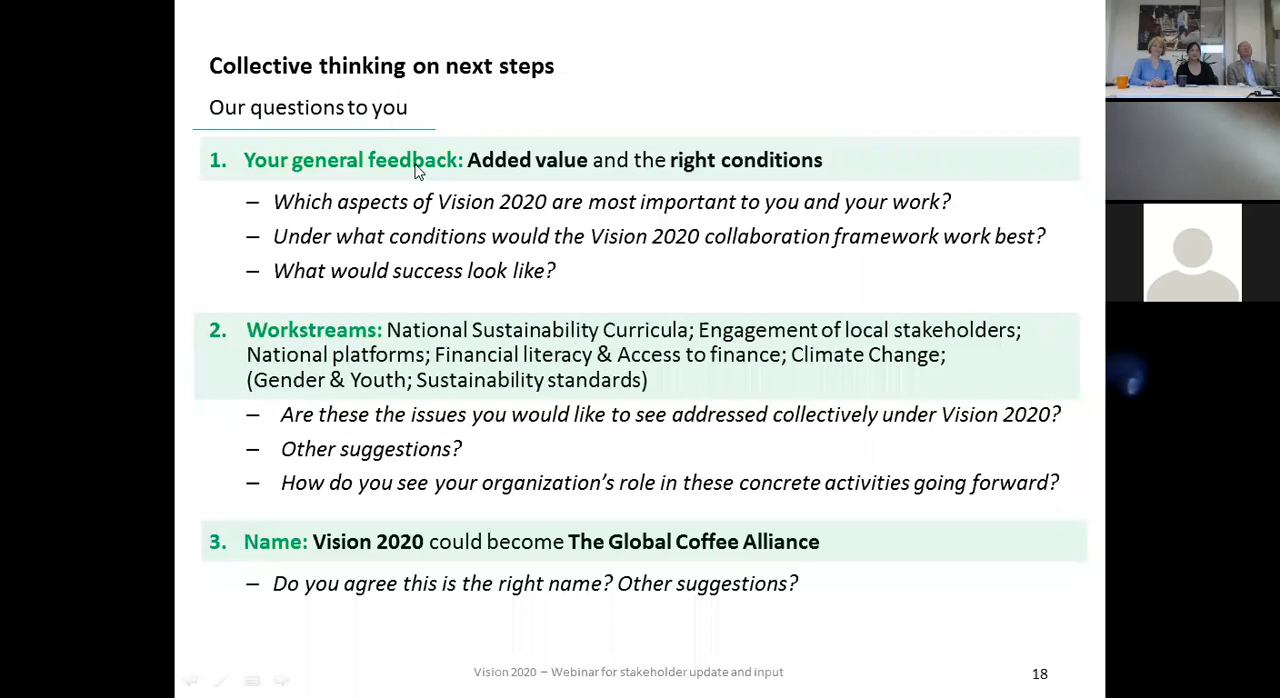 Collective thinking on next steps
Our questions to you
1. Your general feedback: Added value and the right conditions
– Which aspects of Vision 2020 are most important to you and your work?
– Under what conditions would the Vision 2020 collaboration framework work best?
– What would success look like?
2. Workstreams: National Sustainability Curricula; Engagement of local stakeholders;
National platforms; Financial literacy & Access to finance; Climate Change;
(Gender & Youth; Sustainability standards)
– Are these the issues you would like to see addressed collectively under Vision 2020?
– Other suggestions?
– How do you see your organization’s role in these concrete activities going forward?
3. Name: Vision 2020 could become The Global Coffee Alliance
– Do you agree this is the right name? Other suggestions?
Vision 2020 – Webinar for stakeholder update and input
18